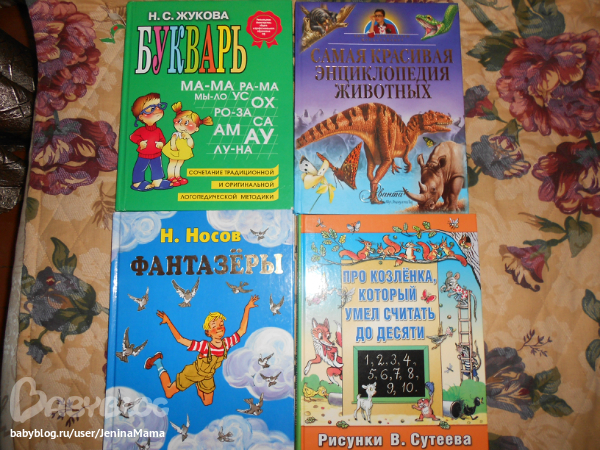 Н. С. ЖУКОВА
БУКВАРЬ
МА-МА РА-МА
МЫ-ЛО УС ОХ
РО-ЗА
АМ СА АУ
ЛУ-НА
СОЧЕТАНИЕ ТРАДИЦИОННОЙ
И ОРИГИНАЛЬНОЙ
ЛОГОПЕДИЧЕСКОЙ МЕТОДИКИ
САМАЯ КРАСИВАЯ
ЭНЦИКЛОПЕДИЯ
ЖИВОТНЫХ
Аванта
Н. Носов
ФАНТАЗЁРЫ
ПРО КОЗЛЁНКА,
КОТОРЫЙ
УМЕЛ СЧИТАТЬ
ДО ДЕСЯТИ
1, 2, 3, 4,
5, 6, 7, 8,
9, 10.
Рисунки В. Сутеева
BABYBLOG
babyblog.ru/user/JeninaMama